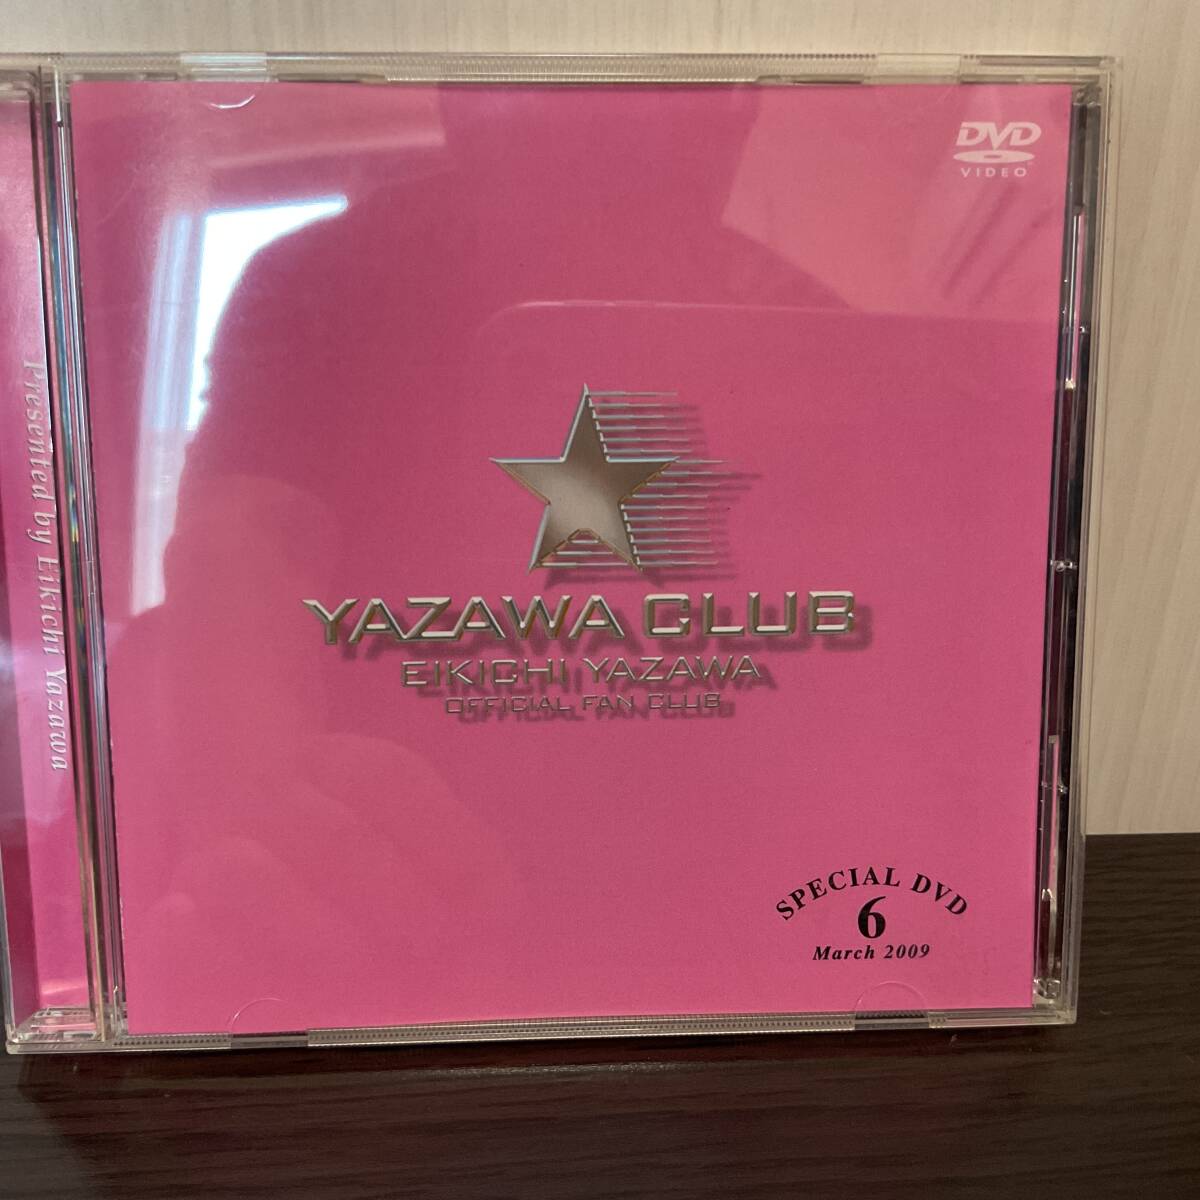 Presented by Eikichi Yazawa
DVD
VIDEO
YAZAWA CLUB
EIKICHI YAZAWA
OFFICIAL FAN CLUB
SPECIAL DVD
6
March 2009